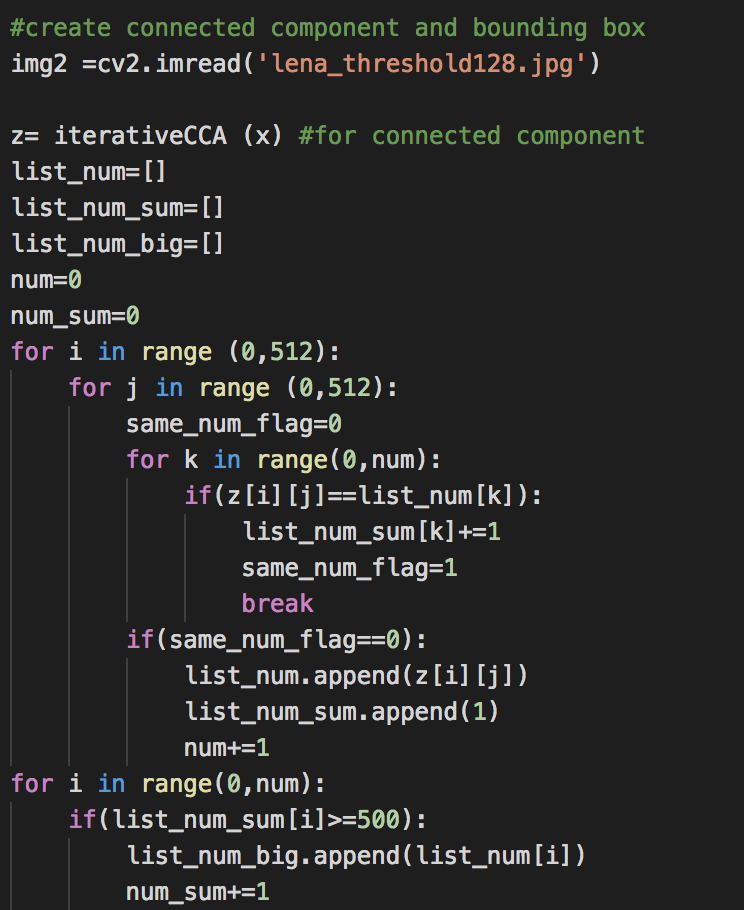 #create connected component and bounding box
img2 =cv2.imread('lena_threshold128.jpg')
z= iterativeCCA (x) #for connected component
list_num=[]
list_num_sum=[]
list_num_big=[]
num=0
num_sum=0
for i in range (0,512):
    for j in range (0,512):
        same_num_flag=0
        for k in range(0,num):
            if(z[i][j]==list_num[k]):
                list_num_sum[k]+=1
                same_num_flag=1
                break
        if(same_num_flag==0):
            list_num.append(z[i][j])
            list_num_sum.append(1)
            num+=1
for i in range(0,num):
    if(list_num_sum[i]>=500):
        list_num_big.append(list_num[i])
        num_sum+=1